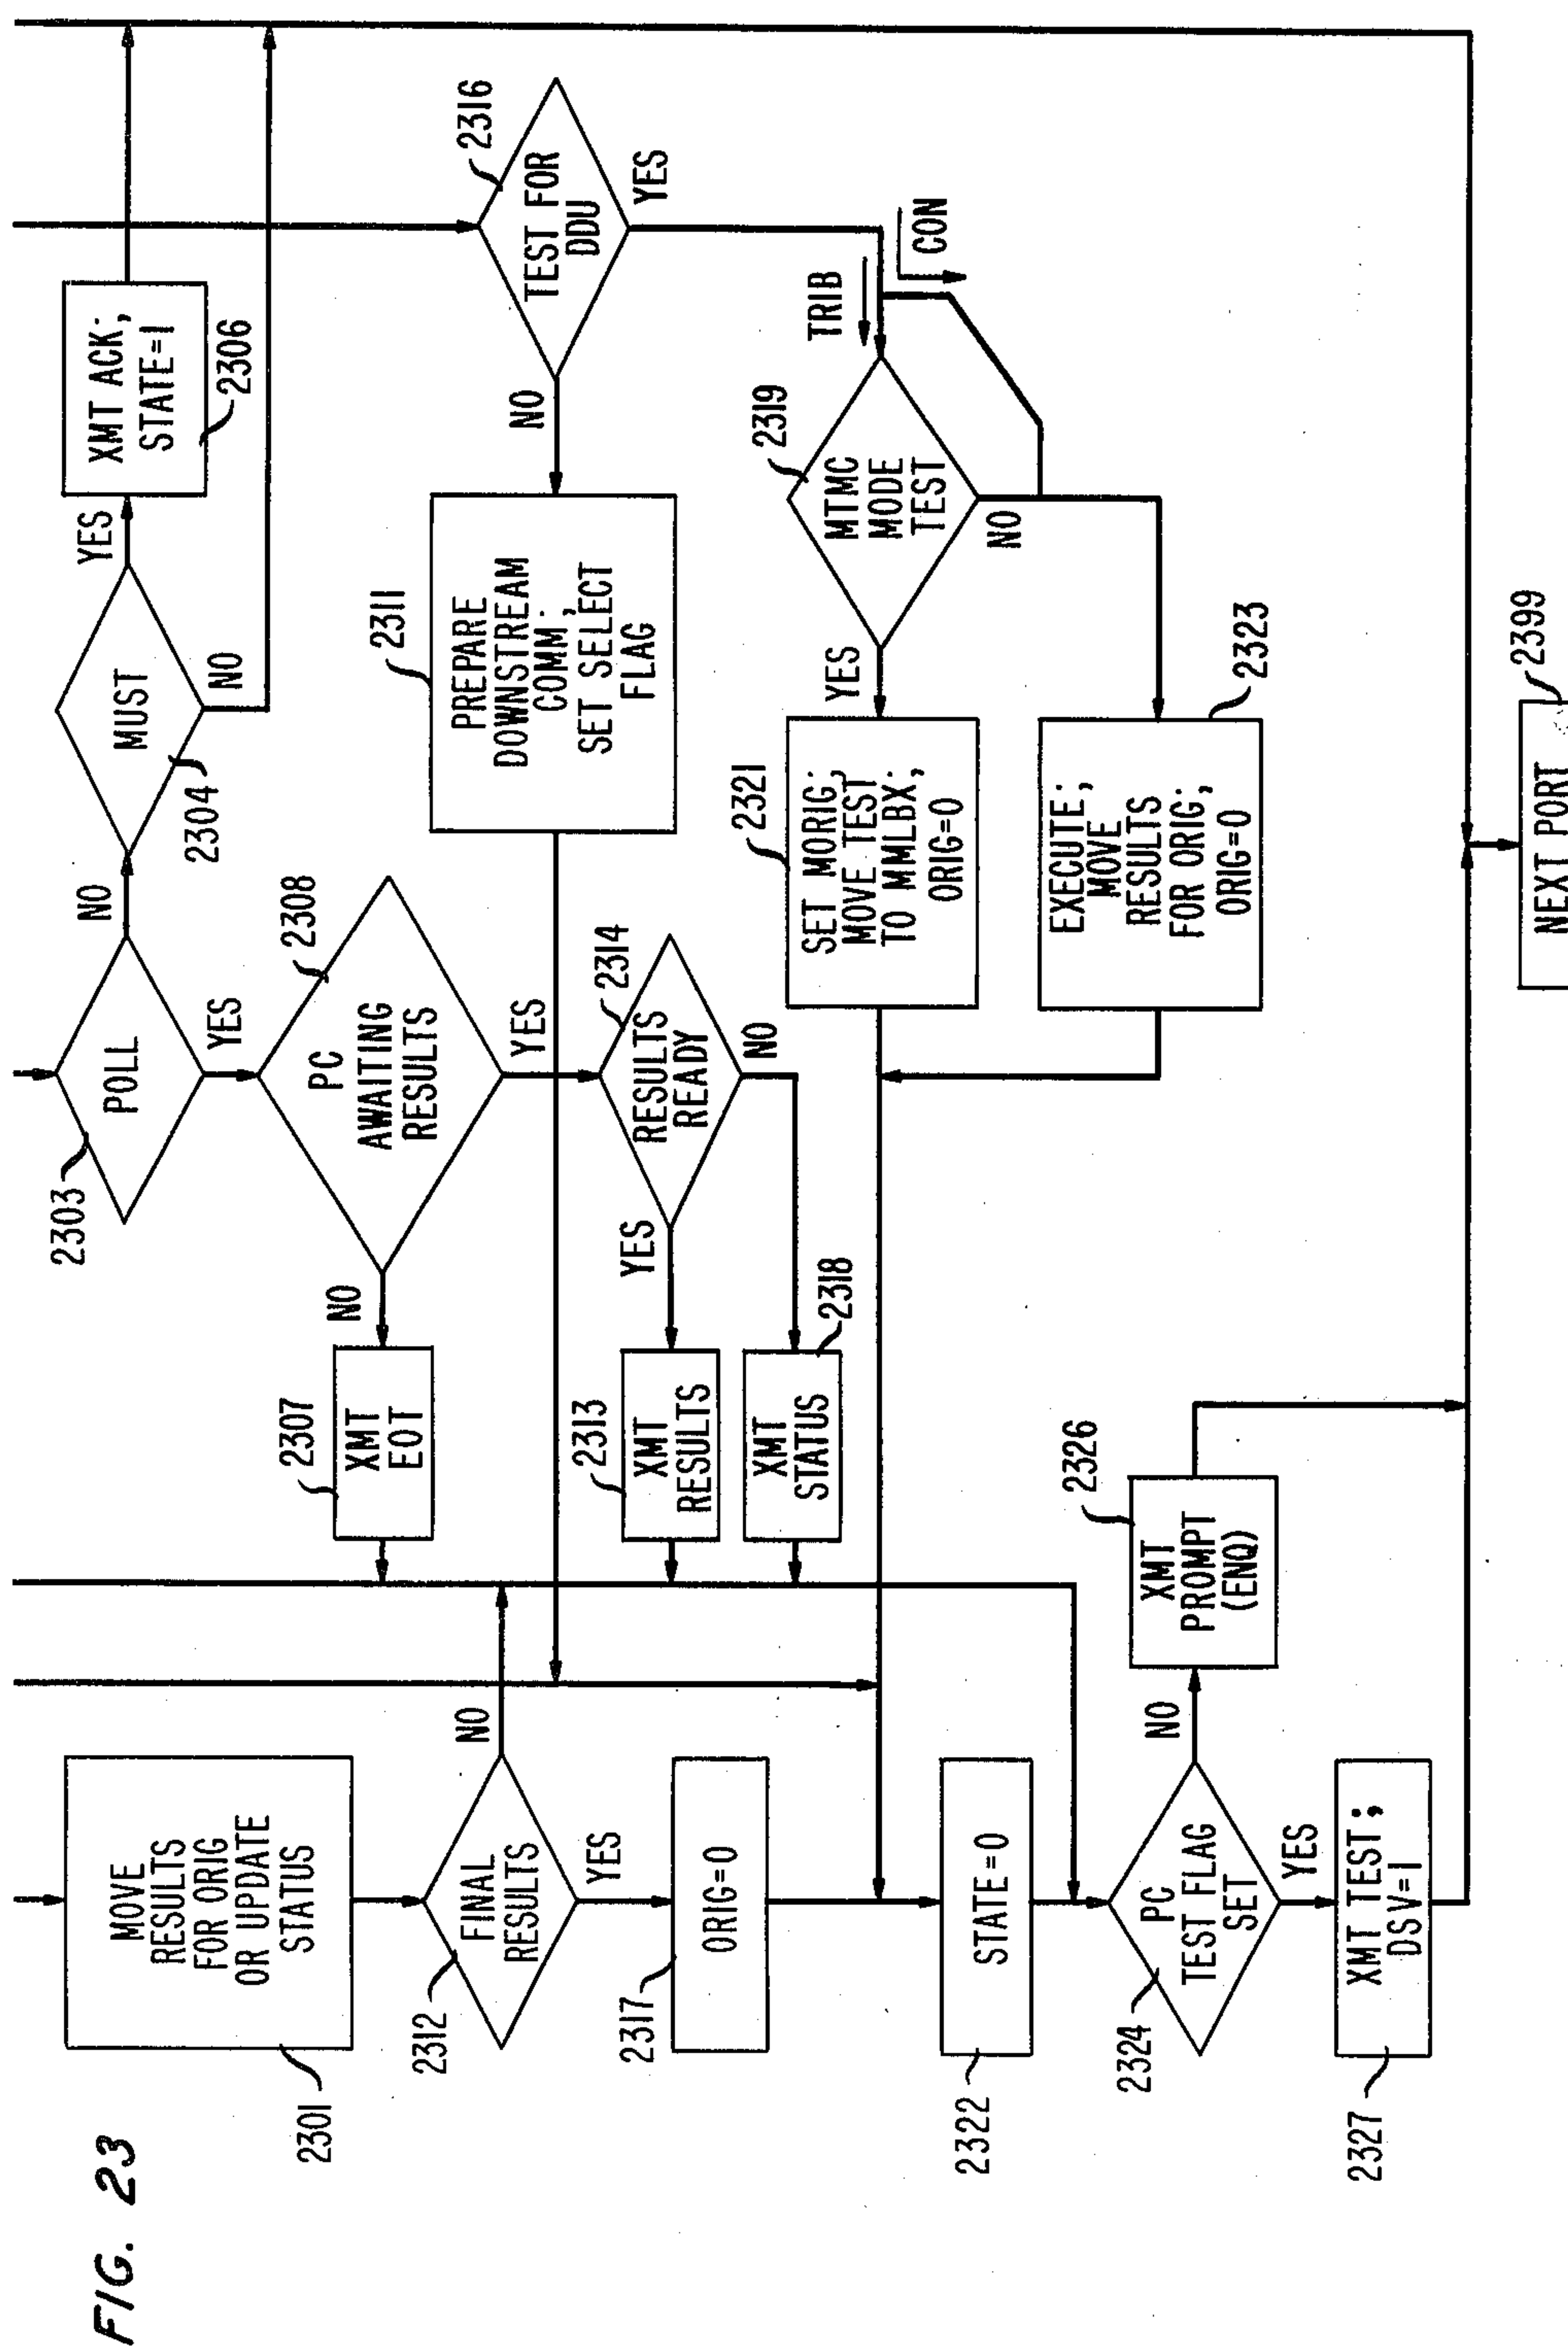 FIG. 23
MOVE
RESULTS
FOR ORIG
OR UPDATE
STATUS
2301
FINAL
RESULTS
2312
NO
YES
ORIG=0
2317
STATE=0
2322
PC
TEST FLAG
SET
2324
NO
YES
XMT TEST;
DSV=1
2327
XMT
PROMPT
(ENQ)
2326
POLL
2303
NO
YES
MUST
2304
YES
NO
XMT ACK;
STATE=1
2306
PC
AWAITING
RESULTS
2308
NO
YES
XMT
EOT
2307
RESULTS
READY
2314
YES
NO
XMT
RESULTS
2313
XMT
STATUS
2318
TEST FOR
DDU
2316
NO
YES
PREPARE
DOWNSTREAM
COMM;
SET SELECT
FLAG
2311
TRIB
CON
MTMC
MODE
TEST
2319
YES
NO
SET MORIG;
MOVE TEST
TO MMLBX;
ORIG=0
2321
EXECUTE;
MOVE
RESULTS
FOR ORIG;
ORIG=0
2323
NEXT PORT
2399